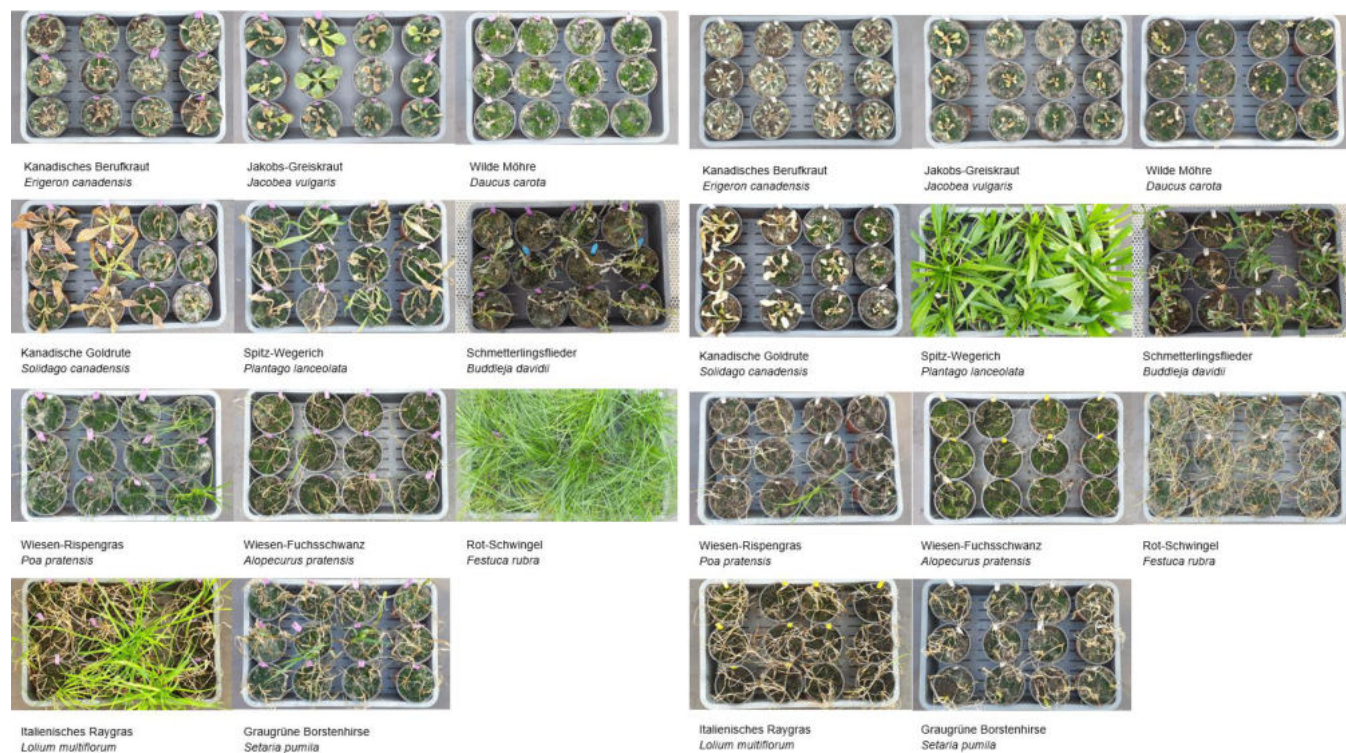 Kanadisches Berufkraut
Erigeron canadensis
Jakobs-Greiskraut
Jacobea vulgaris
Wilde Möhre
Daucus carota
Kanadisches Berufkraut
Erigeron canadensis
Jakobs-Greiskraut
Jacobea vulgaris
Wilde Möhre
Daucus carota
Kanadische Goldrute
Solidago canadensis
Spitz-Wegerich
Plantago lanceolata
Schmetterlingsflieder
Buddleja davidii
Kanadische Goldrute
Solidago canadensis
Spitz-Wegerich
Plantago lanceolata
Schmetterlingsflieder
Buddleja davidii
Wiesen-Rispengras
Poa pratensis
Wiesen-Fuchsschwanz
Alopecurus pratensis
Rot-Schwingel
Festuca rubra
Wiesen-Rispengras
Poa pratensis
Wiesen-Fuchsschwanz
Alopecurus pratensis
Rot-Schwingel
Festuca rubra
Italienisches Raygras
Lolium multiflorum
Graugrüne Borstenhirse
Setaria pumila
Italienisches Raygras
Lolium multiflorum
Graugrüne Borstenhirse
Setaria pumila